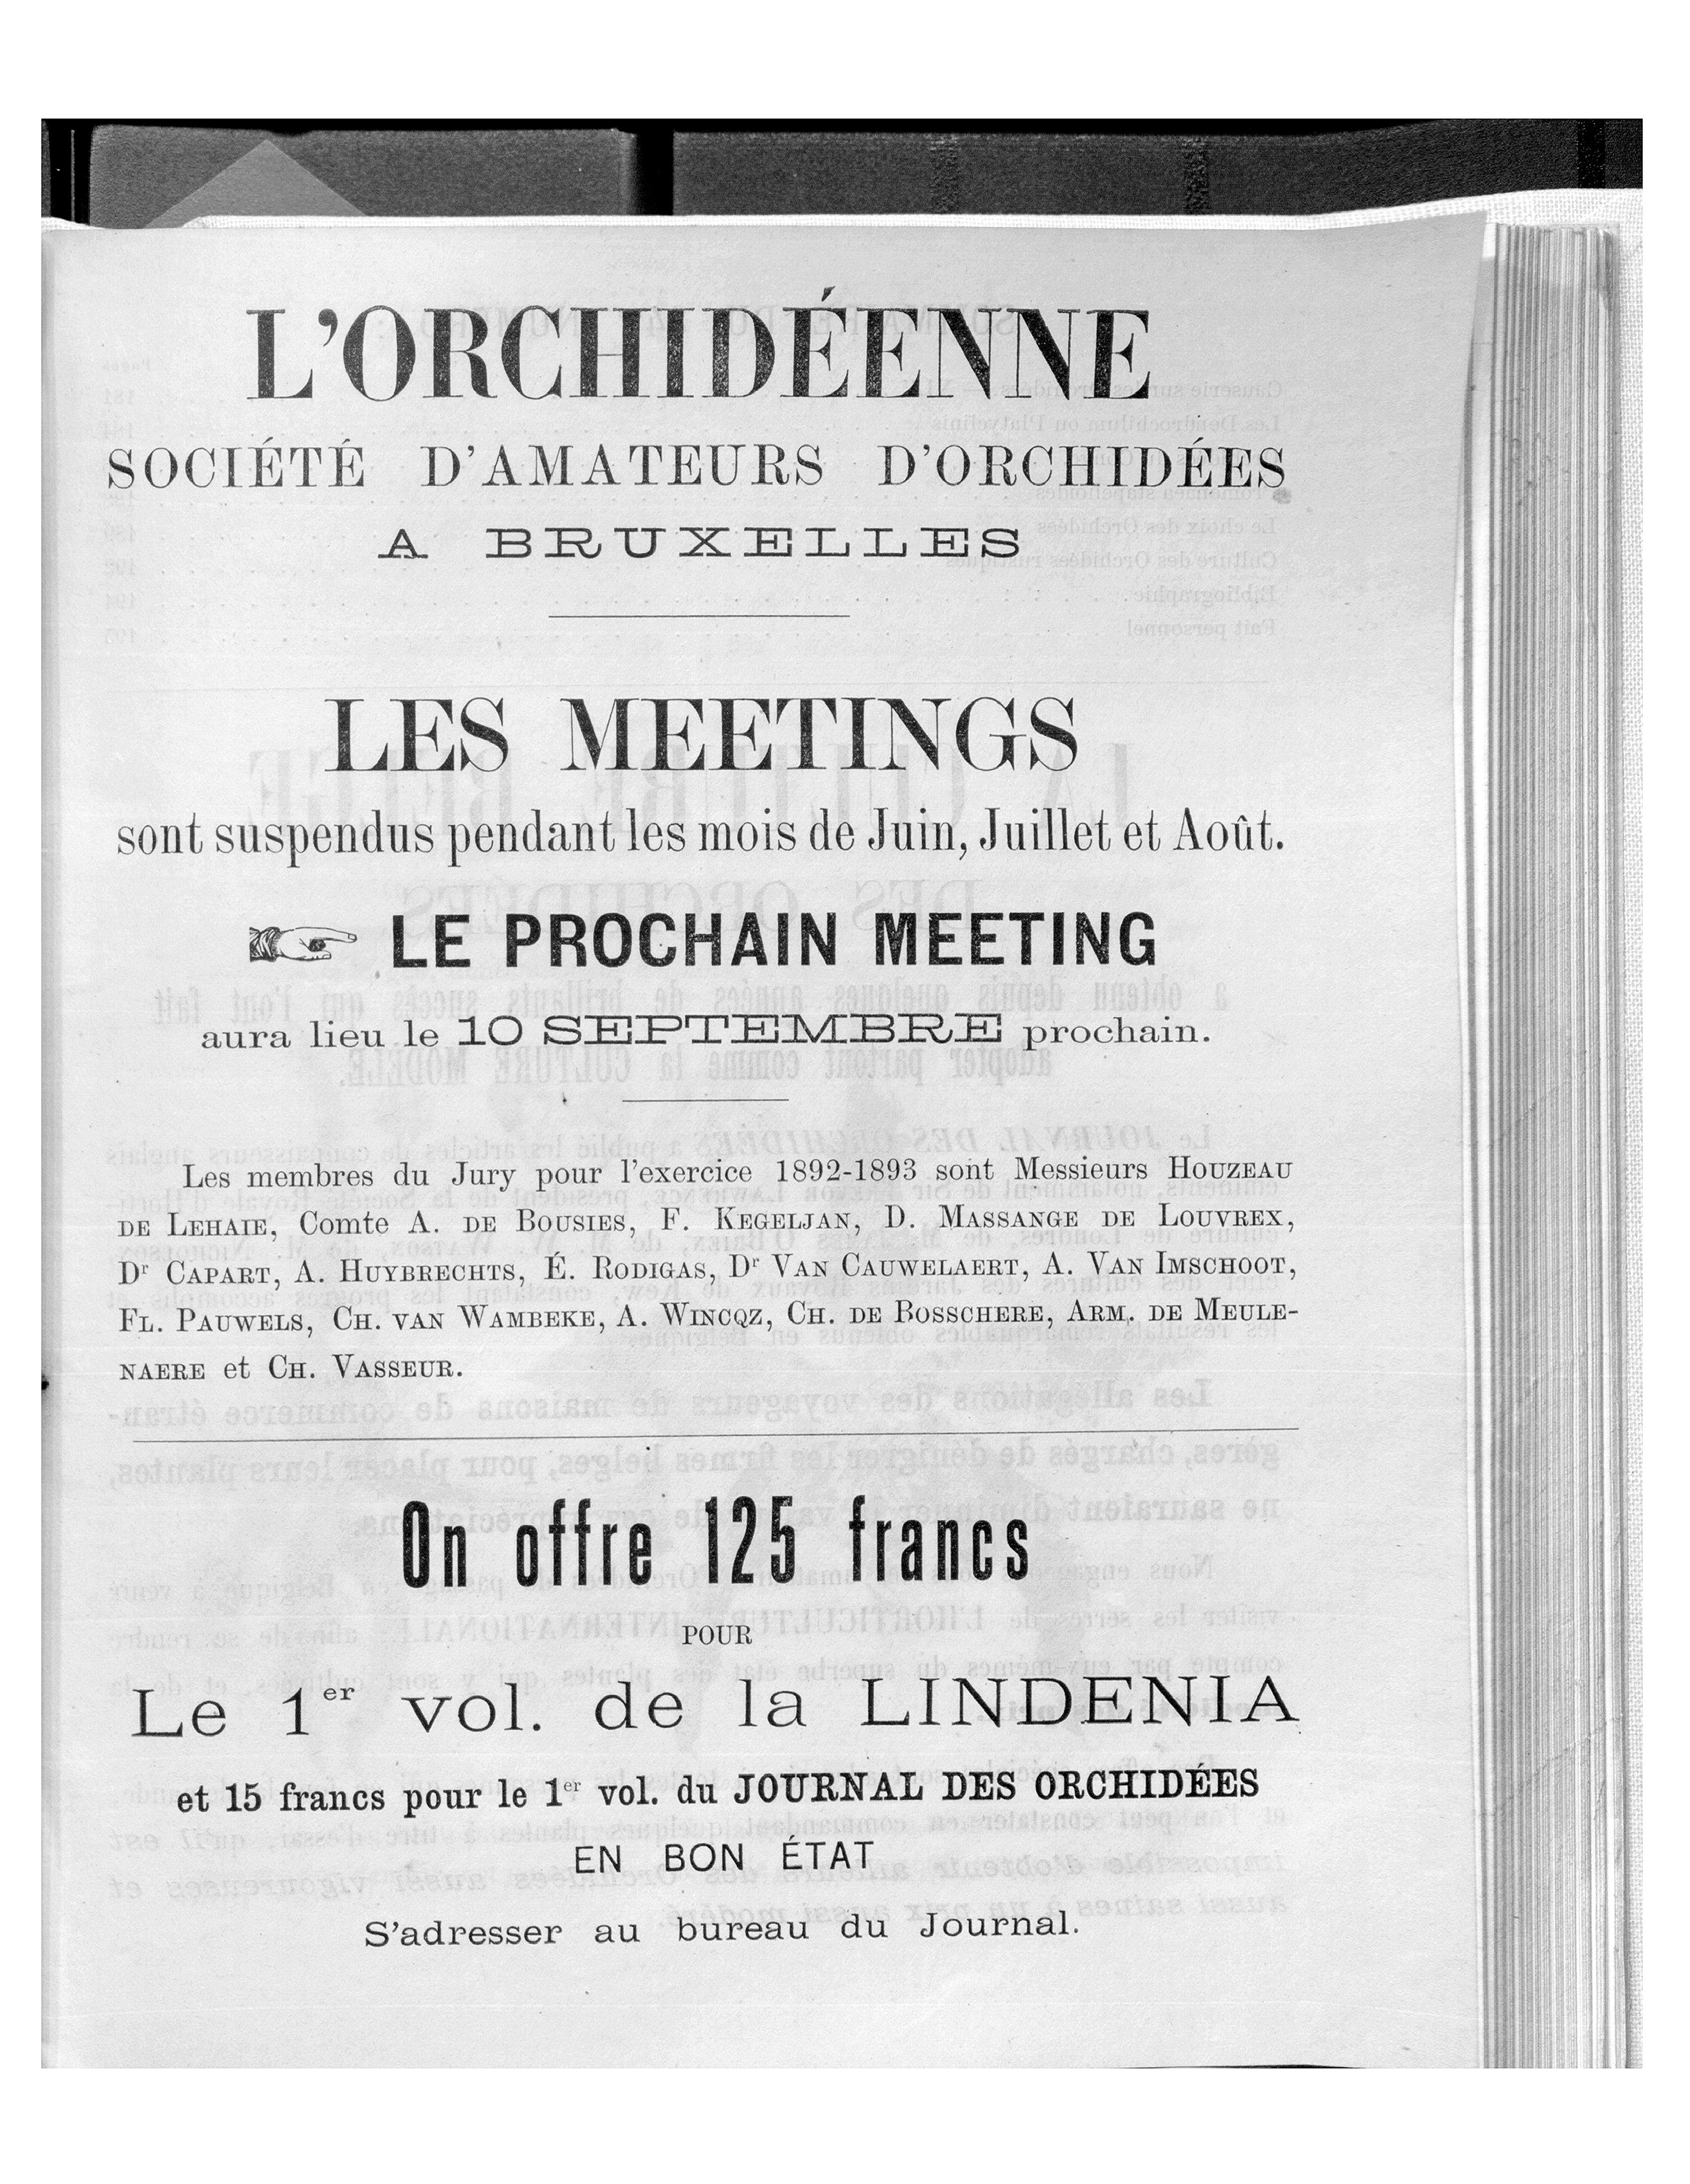 L'ORCHIDÉENNE
SOCIÉTÉ D'AMATEURS D'ORCHIDÉES
A BRUXELLES
LES MEETINGS
sont suspendus pendant les mois de Juin, Juillet et Août.
☞ LE PROCHAIN MEETING
aura lieu le 10 SEPTEMBRE prochain.
Les membres du Jury pour l'exercice 1892-1893 sont Messieurs HOUZEAU
DE LEHAIE, Comte A. DE BOUSIES, F. KEGELJAN, D. MASSANGE DE LOUVREX,
Dr CAPART, A. HUYBRECHTS, É. RODIGAS, Dr VAN CAUWELAERT, A. VAN IMSCHOOT,
FL. PAUWELS, CH. VAN WAMBEKE, A. WINCQZ, CH. DE BOSSCHERE, ARM. DE MEULE-
NAERE et CH. VASSEUR.
On offre 125 francs
POUR
Le 1er vol. de la LINDENIA
et 15 francs pour le 1er vol. du JOURNAL DES ORCHIDÉES
EN BON ÉTAT
S'adresser au bureau du Journal.